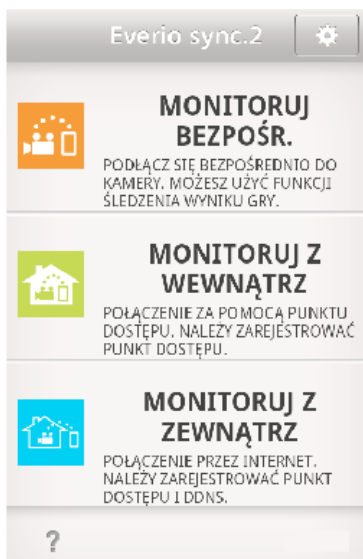 Everio sync.2
MONITORUJ
BEZPOŚR.
PODŁĄCZ SIĘ BEZPOŚREDNIO DO
KAMERY. MOŻESZ UŻYĆ FUNKCJI
ŚLEDZENIA WYNIKU GRY.
MONITORUJ Z
WEWNĄTRZ
POŁĄCZENIE ZA POMOCĄ PUNKTU
DOSTĘPU. NALEŻY ZAREJESTROWAĆ
PUNKT DOSTĘPU.
MONITORUJ Z
ZEWNĄTRZ
POŁĄCZENIE PRZEZ INTERNET.
NALEŻY ZAREJESTROWAĆ PUNKT
DOSTĘPU I DDNS.
?